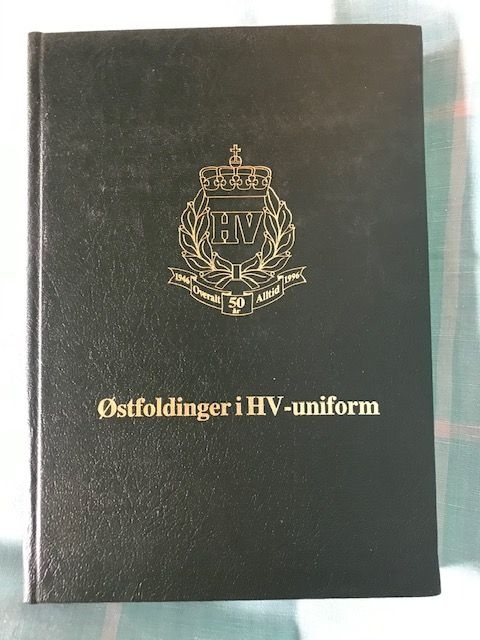 HV
1946 Overalt 50 år Alltid 1996
Østfoldinger i HV-uniform